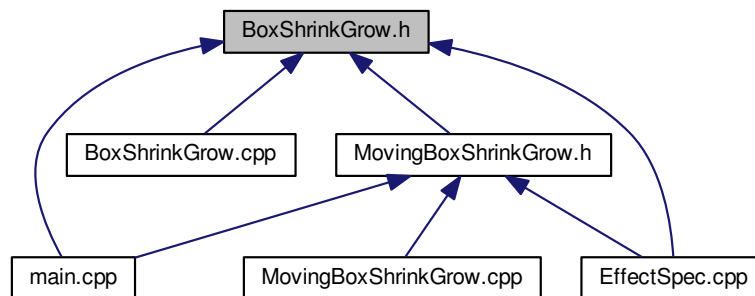 BoxShrinkGrow.h
BoxShrinkGrow.cpp
MovingBoxShrinkGrow.h
main.cpp
MovingBoxShrinkGrow.cpp
EffectSpec.cpp